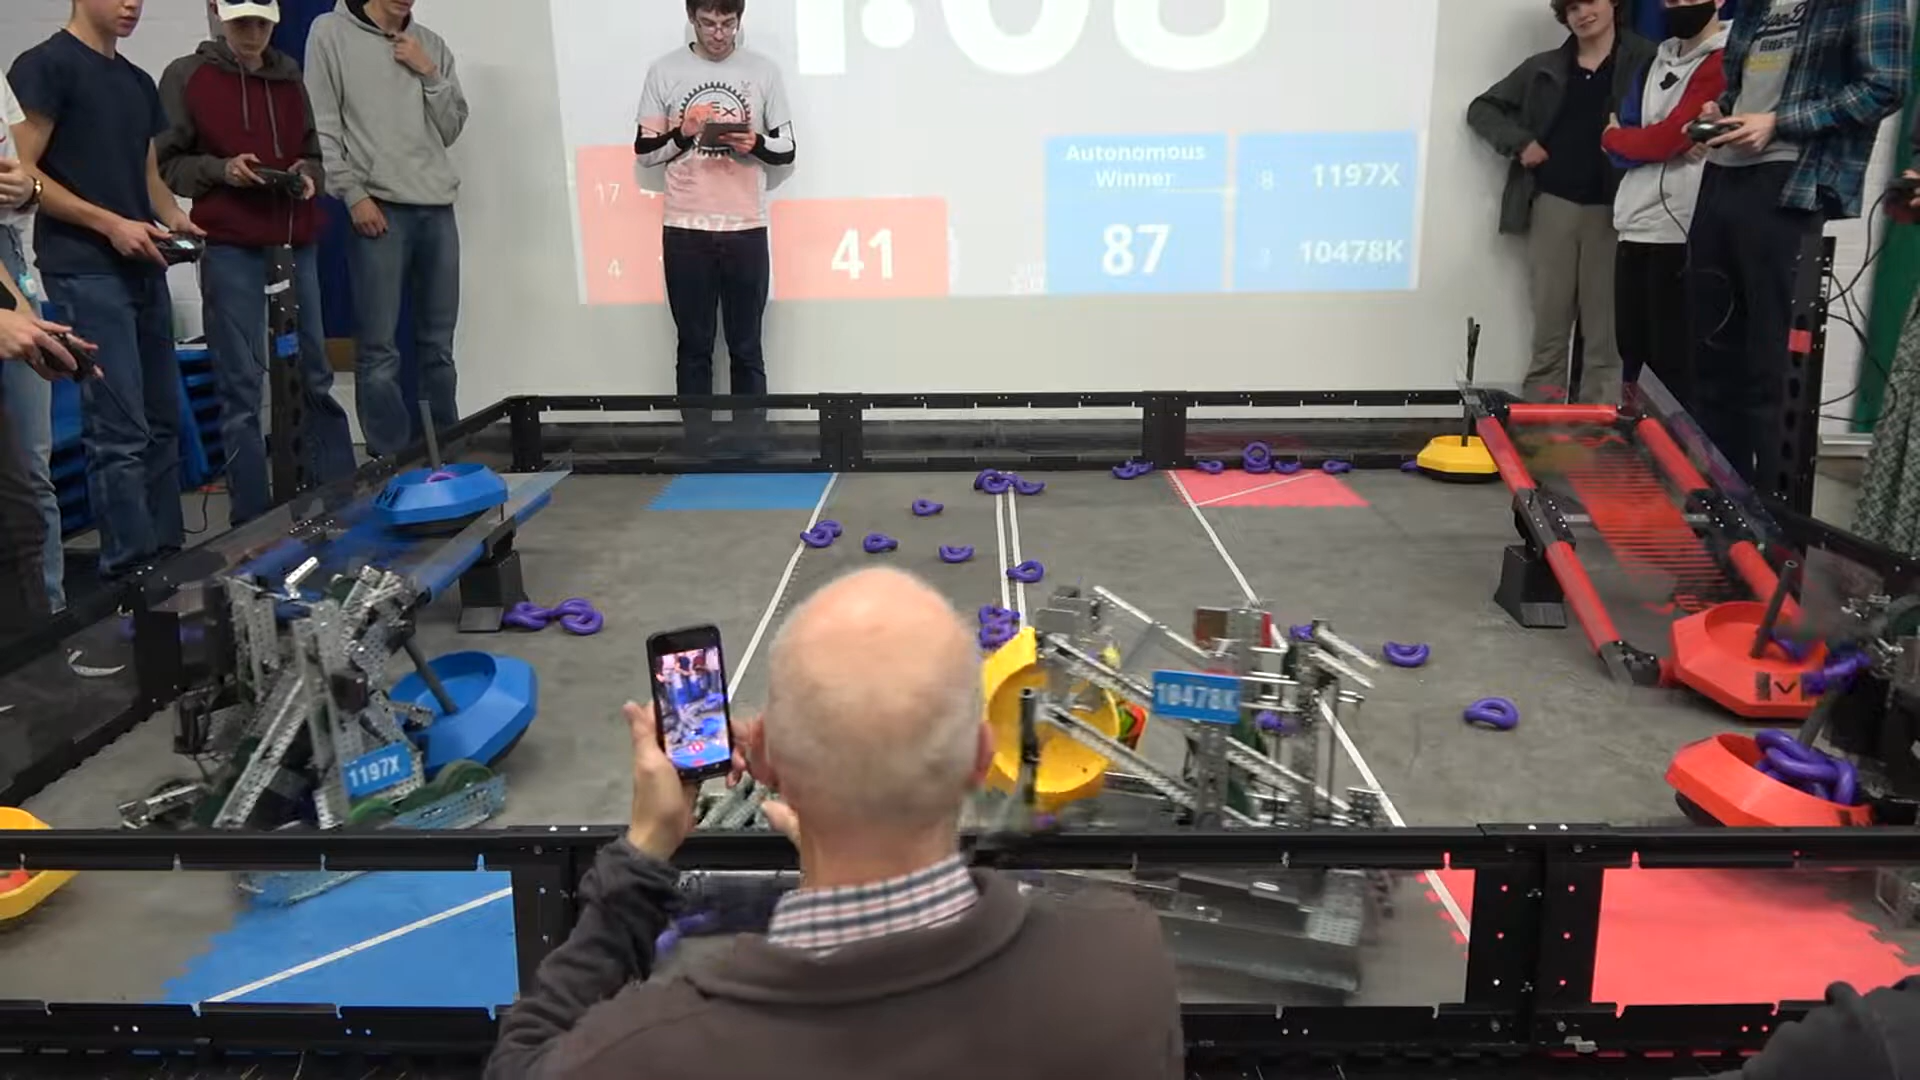 1:08
Autonomous
Winner
17
8 1197X
41
87
4
10478K
1197X
10478K